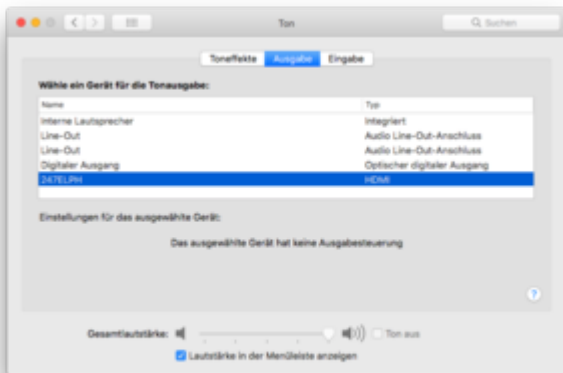 Ton
Suchen
Toneffekte Ausgabe Eingabe
Wähle ein Gerät für die Tonausgabe:
Name Typ
Interne Lautsprecher Integriert
Line-Out Audio Line-Out-Anschluss
Line-Out Audio Line-Out-Anschluss
Digitaler Ausgang Optischer digitaler Ausgang
247ELPH HDMI
Einstellungen für das ausgewählte Gerät:
Das ausgewählte Gerät hat keine Ausgabesteuerung
?
Gesamtlautstärke: Ton aus
Lautstärke in der Menüleiste anzeigen